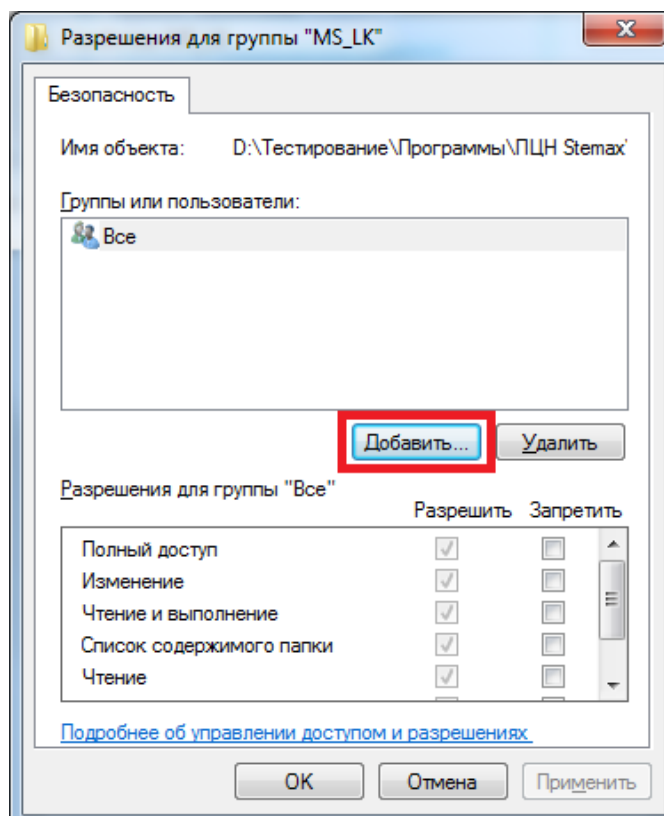 Разрешения для группы "MS_LK"
Безопасность
Имя объекта: D:\Тестирование\Программы\ПЦН Stemax\
Группы или пользователи:
Все
Добавить... Удалить
Разрешения для группы "Все"
Разрешить Запретить
Полный доступ
Изменение
Чтение и выполнение
Список содержимого папки
Чтение
Подробнее об управлении доступом и разрешениях
ОК Отмена Применить